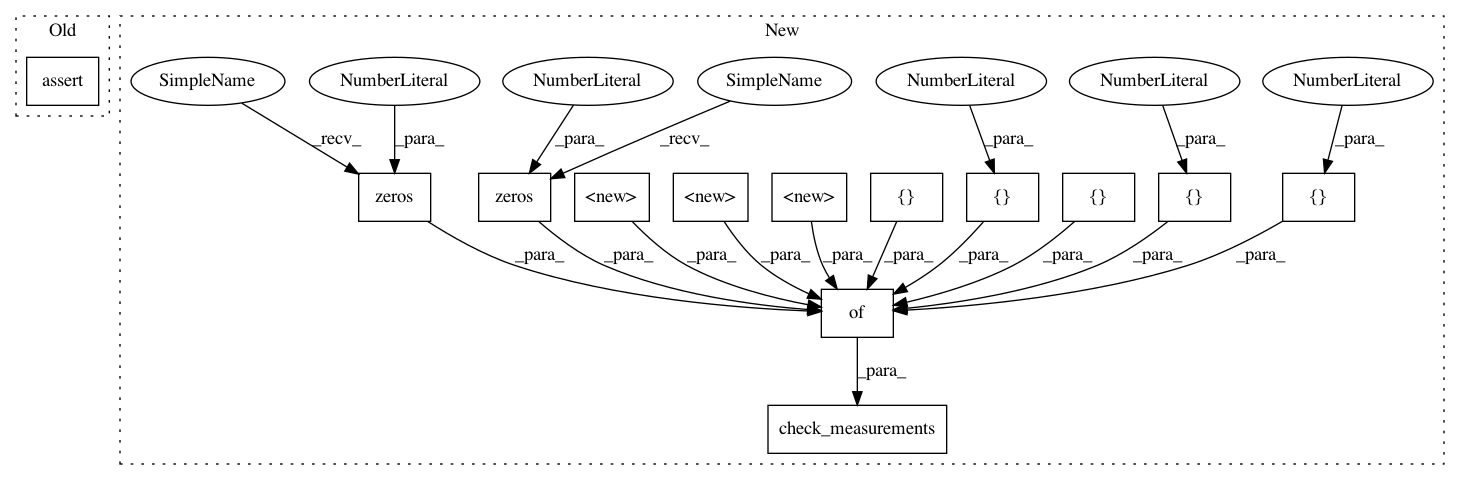 Old
New
assert
SimpleName
NumberLiteral
NumberLiteral
SimpleName
NumberLiteral
NumberLiteral
NumberLiteral
_recv_
_para_
_para_
_recv_
_para_
_para_
_para_
zeros
zeros
<new>
<new>
<new>
{}
{}
{}
{}
{}
_para_
_para_
_para_
_para_
_para_
_para_
_para_
_para_
_para_
_para_
of
_para_
check_measurements